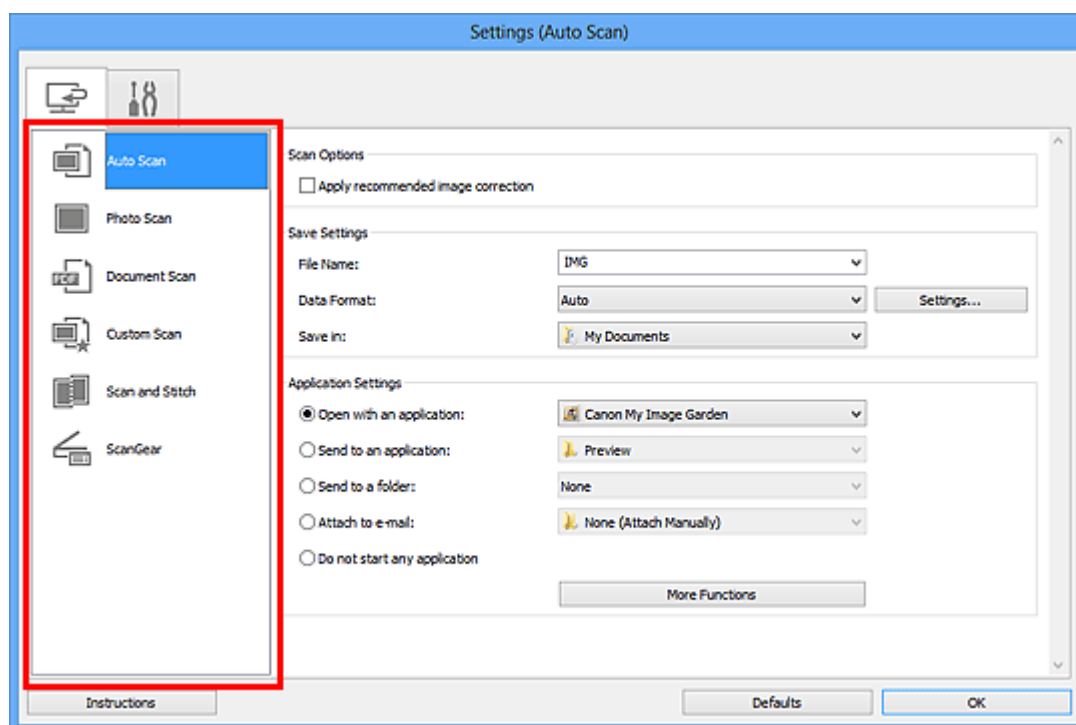 Settings (Auto Scan)
Auto Scan
Photo Scan
Document Scan
Custom Scan
Scan and Stitch
ScanGear
Scan Options
Apply recommended image correction
Save Settings
File Name: IMG
Data Format: Auto Settings...
Save in: My Documents
Application Settings
Open with an application: Canon My Image Garden
Send to an application: Preview
Send to a folder: None
Attach to e-mail: None (Attach Manually)
Do not start any application
More Functions
Instructions Defaults OK